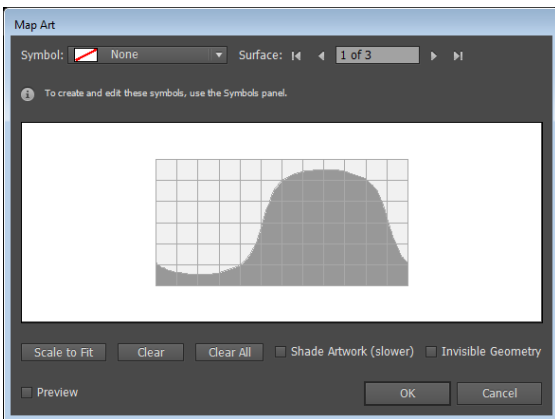 Map Art
Symbol: None Surface: 1 of 3
To create and edit these symbols, use the Symbols panel.
Scale to Fit Clear Clear All Shade Artwork (slower) Invisible Geometry
Preview OK Cancel